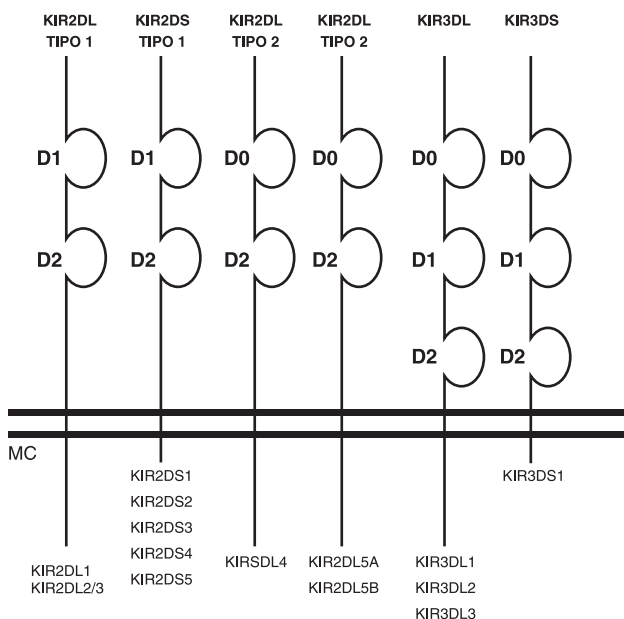 KIR2DL KIR2DS KIR2DL KIR2DL KIR3DL KIR3DS
TIPO 1 TIPO 1 TIPO 2 TIPO 2
D1 D1 D0 D0 D0 D0
D2 D2 D2 D2 D1 D1
D2 D2
MC
KIR2DS1 KIR3DS1
KIR2DS2
KIR2DS3
KIR2DS4 KIRSDL4 KIR2DL5A KIR3DL1
KIR2DL1
KIR2DS5 KIR2DL5B KIR3DL2
KIR2DL2/3
KIR3DL3